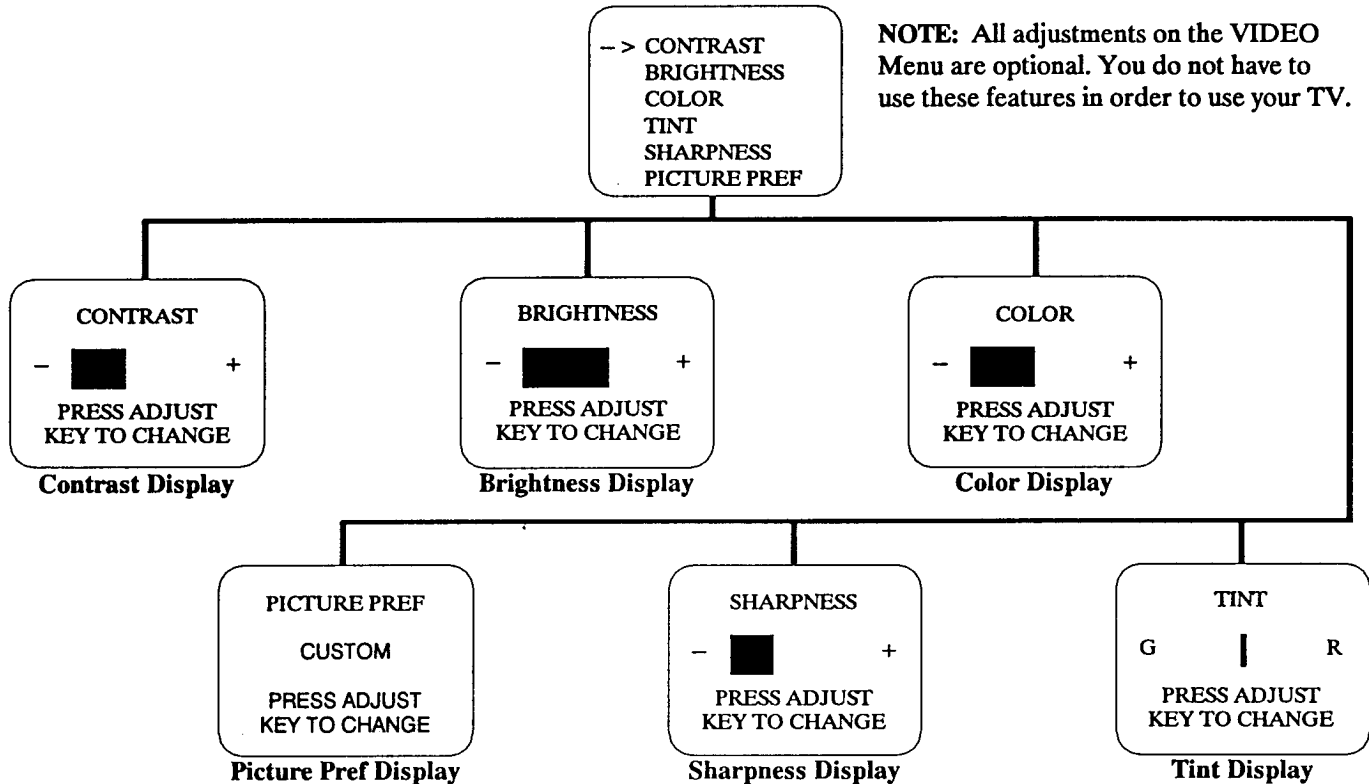 -> CONTRAST
BRIGHTNESS
COLOR
TINT
SHARPNESS
PICTURE PREF
NOTE: All adjustments on the VIDEO
Menu are optional. You do not have to
use these features in order to use your TV.
CONTRAST
- +
PRESS ADJUST
KEY TO CHANGE
Contrast Display
BRIGHTNESS
- +
PRESS ADJUST
KEY TO CHANGE
Brightness Display
COLOR
- +
PRESS ADJUST
KEY TO CHANGE
Color Display
PICTURE PREF
CUSTOM
PRESS ADJUST
KEY TO CHANGE
Picture Pref Display
SHARPNESS
- +
PRESS ADJUST
KEY TO CHANGE
Sharpness Display
TINT
G R
PRESS ADJUST
KEY TO CHANGE
Tint Display